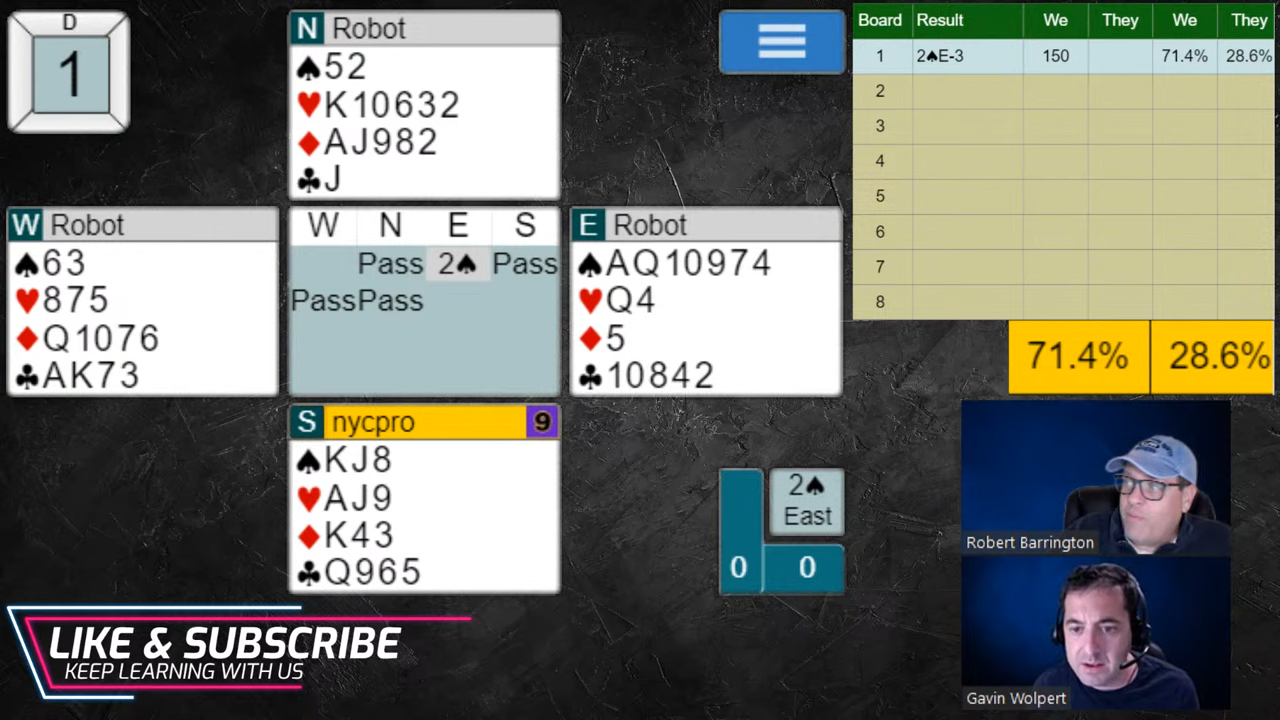 D
1
N Robot
♠52
♥K10632
♦AJ982
♣J
W Robot
♠63
♥875
♦Q1076
♣AK73
W N E S
Pass 2♠ Pass
Pass Pass
E Robot
♠AQ10974
♥Q4
♦5
♣10842
S nycpro 9
♠KJ8
♥AJ9
♦K43
♣Q965
2♠
East
0 0
Board Result We They We They
1 2♠E-3 150 71.4% 28.6%
2
3
4
5
6
7
8
71.4% 28.6%
Robert Barrington
Gavin Wolpert
LIKE & SUBSCRIBE
KEEP LEARNING WITH US